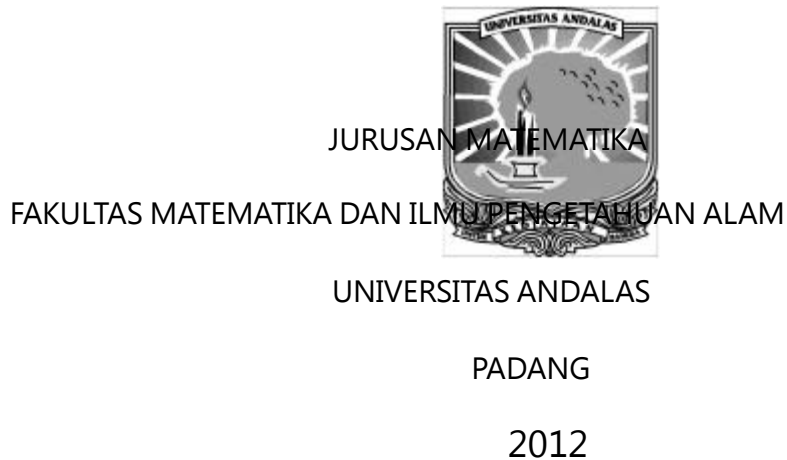 UNIVERSITAS ANDALAS
JURUSAN MATEMATIKA
FAKULTAS MATEMATIKA DAN ILMU PENGETAHUAN ALAM
UNIVERSITAS ANDALAS
PADANG
2012